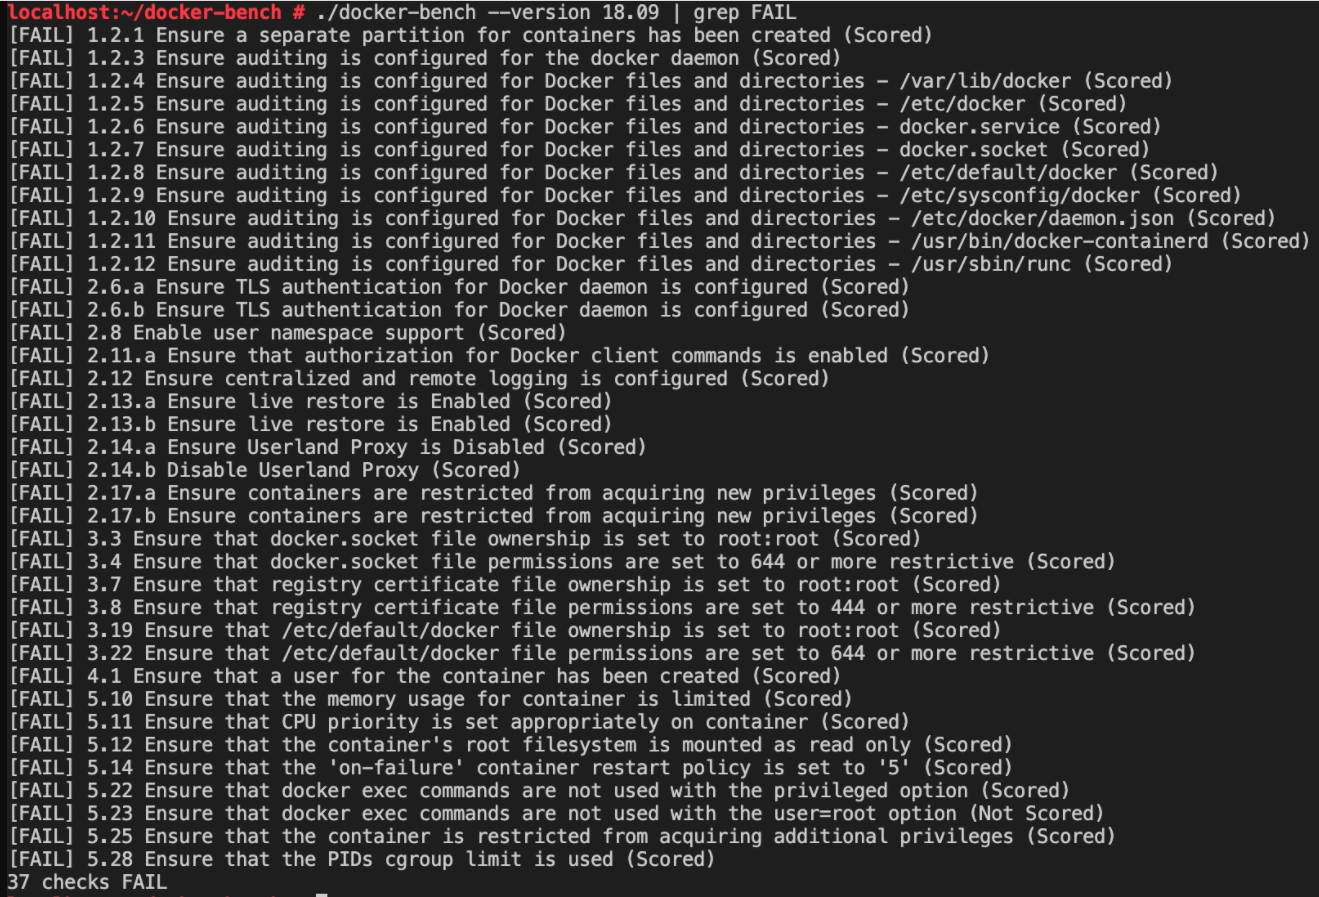 localhost:~/docker-bench # ./docker-bench --version 18.09 | grep FAIL
[FAIL] 1.2.1 Ensure a separate partition for containers has been created (Scored)
[FAIL] 1.2.3 Ensure auditing is configured for the docker daemon (Scored)
[FAIL] 1.2.4 Ensure auditing is configured for Docker files and directories - /var/lib/docker (Scored)
[FAIL] 1.2.5 Ensure auditing is configured for Docker files and directories - /etc/docker (Scored)
[FAIL] 1.2.6 Ensure auditing is configured for Docker files and directories - docker.service (Scored)
[FAIL] 1.2.7 Ensure auditing is configured for Docker files and directories - docker.socket (Scored)
[FAIL] 1.2.8 Ensure auditing is configured for Docker files and directories - /etc/default/docker (Scored)
[FAIL] 1.2.9 Ensure auditing is configured for Docker files and directories - /etc/sysconfig/docker (Scored)
[FAIL] 1.2.10 Ensure auditing is configured for Docker files and directories - /etc/docker/daemon.json (Scored)
[FAIL] 1.2.11 Ensure auditing is configured for Docker files and directories - /usr/bin/docker-containerd (Scored)
[FAIL] 1.2.12 Ensure auditing is configured for Docker files and directories - /usr/sbin/runc (Scored)
[FAIL] 2.6.a Ensure TLS authentication for Docker daemon is configured (Scored)
[FAIL] 2.6.b Ensure TLS authentication for Docker daemon is configured (Scored)
[FAIL] 2.8 Enable user namespace support (Scored)
[FAIL] 2.11.a Ensure that authorization for Docker client commands is enabled (Scored)
[FAIL] 2.12 Ensure centralized and remote logging is configured (Scored)
[FAIL] 2.13.a Ensure live restore is Enabled (Scored)
[FAIL] 2.13.b Ensure live restore is Enabled (Scored)
[FAIL] 2.14.a Ensure Userland Proxy is Disabled (Scored)
[FAIL] 2.14.b Disable Userland Proxy (Scored)
[FAIL] 2.17.a Ensure containers are restricted from acquiring new privileges (Scored)
[FAIL] 2.17.b Ensure containers are restricted from acquiring new privileges (Scored)
[FAIL] 3.3 Ensure that docker.socket file ownership is set to root:root (Scored)
[FAIL] 3.4 Ensure that docker.socket file permissions are set to 644 or more restrictive (Scored)
[FAIL] 3.7 Ensure that registry certificate file ownership is set to root:root (Scored)
[FAIL] 3.8 Ensure that registry certificate file permissions are set to 444 or more restrictive (Scored)
[FAIL] 3.19 Ensure that /etc/default/docker file ownership is set to root:root (Scored)
[FAIL] 3.22 Ensure that /etc/default/docker file permissions are set to 644 or more restrictive (Scored)
[FAIL] 4.1 Ensure that a user for the container has been created (Scored)
[FAIL] 5.10 Ensure that the memory usage for container is limited (Scored)
[FAIL] 5.11 Ensure that CPU priority is set appropriately on container (Scored)
[FAIL] 5.12 Ensure that the container's root filesystem is mounted as read only (Scored)
[FAIL] 5.14 Ensure that the 'on-failure' container restart policy is set to '5' (Scored)
[FAIL] 5.22 Ensure that docker exec commands are not used with the privileged option (Scored)
[FAIL] 5.23 Ensure that docker exec commands are not used with the user=root option (Not Scored)
[FAIL] 5.25 Ensure that the container is restricted from acquiring additional privileges (Scored)
[FAIL] 5.28 Ensure that the PIDs cgroup limit is used (Scored)
37 checks FAIL